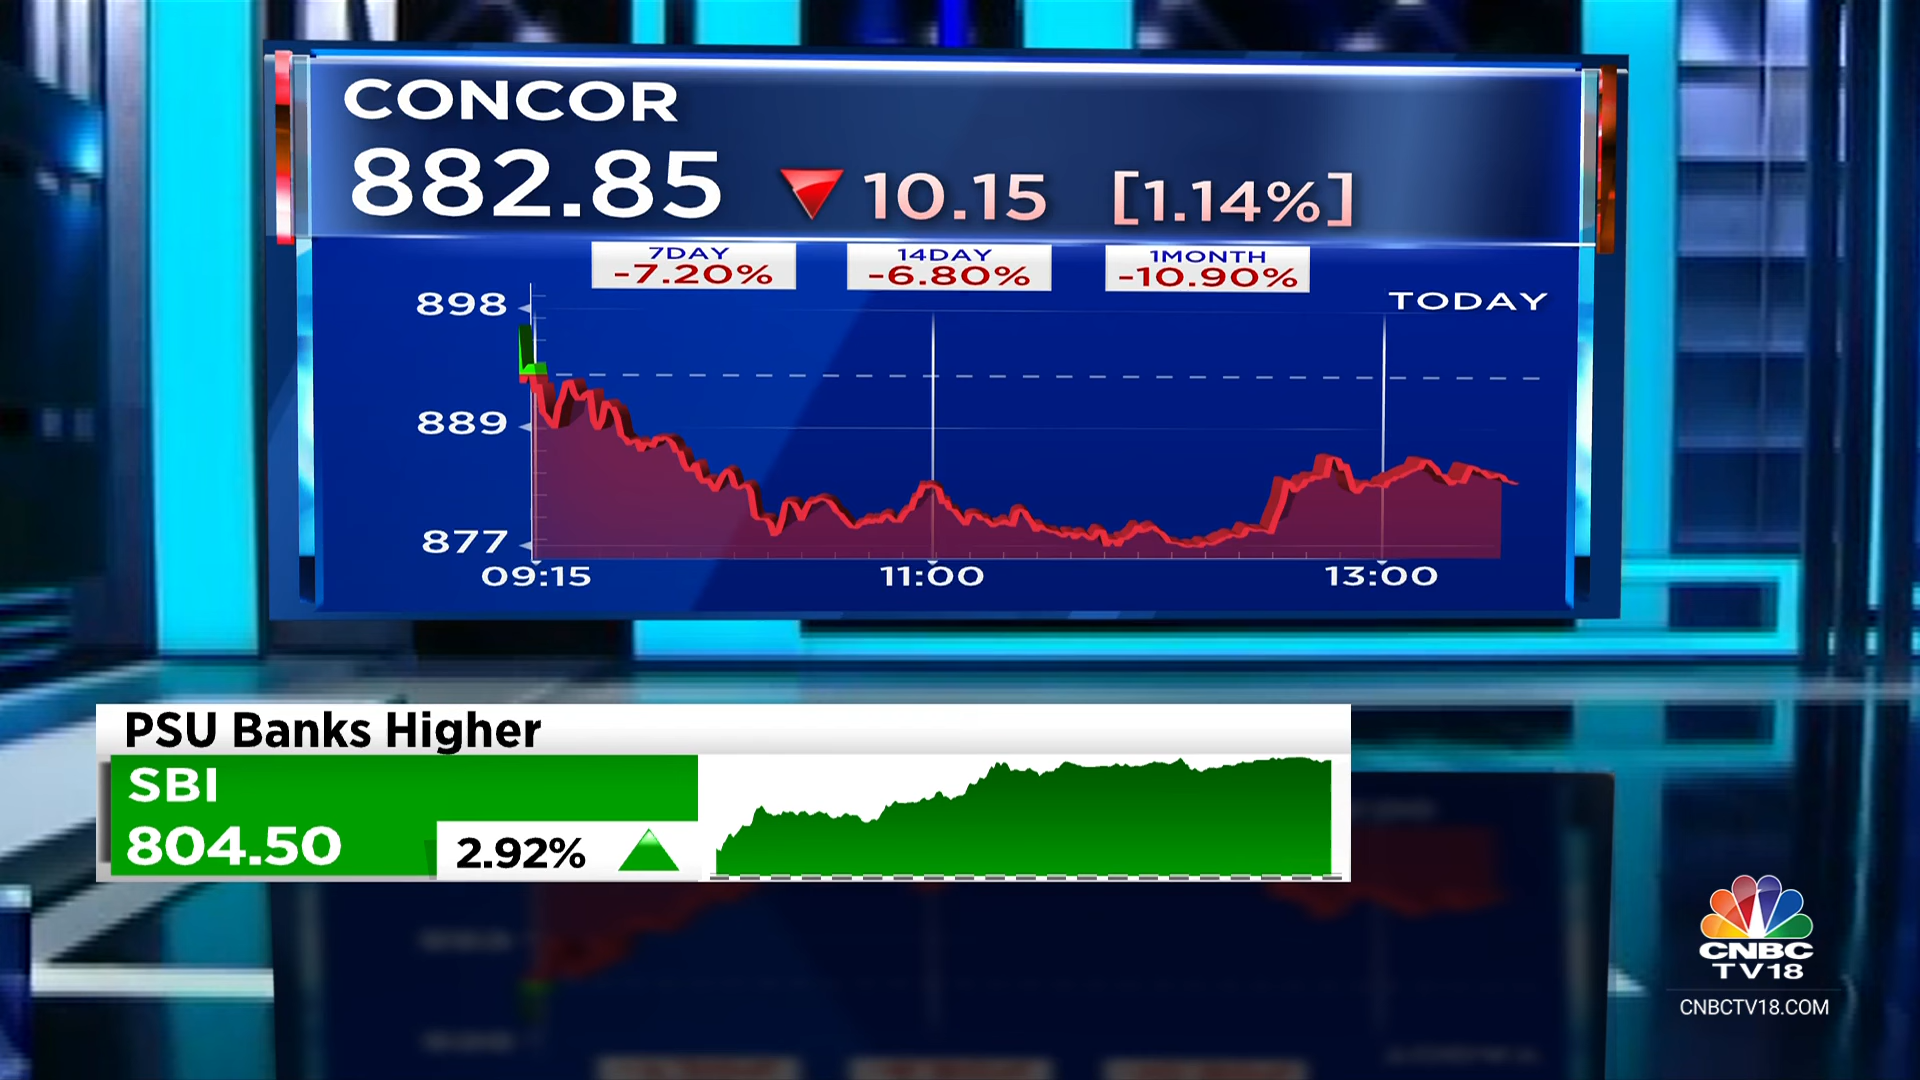 CONCOR
882.85 10.15 [1.14%]
7DAY 14DAY 1MONTH
-7.20% -6.80% -10.90%
TODAY
898
889
877
09:15 11:00 13:00
PSU Banks Higher
SBI
804.50 2.92%
CNBC
TV18
CNBCTV18.COM